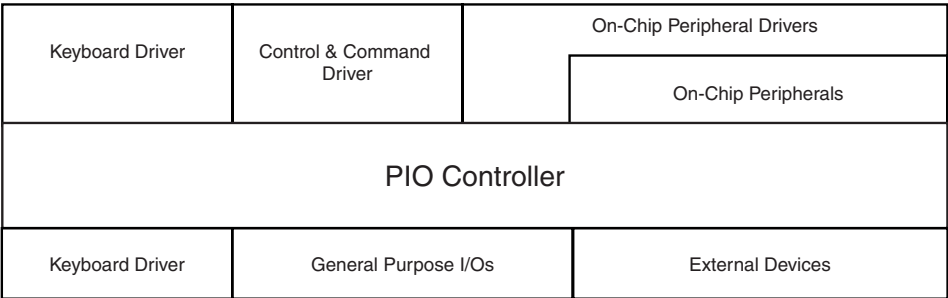 Keyboard Driver
Control & Command
Driver
On-Chip Peripheral Drivers
On-Chip Peripherals
PIO Controller
Keyboard Driver
General Purpose I/Os
External Devices